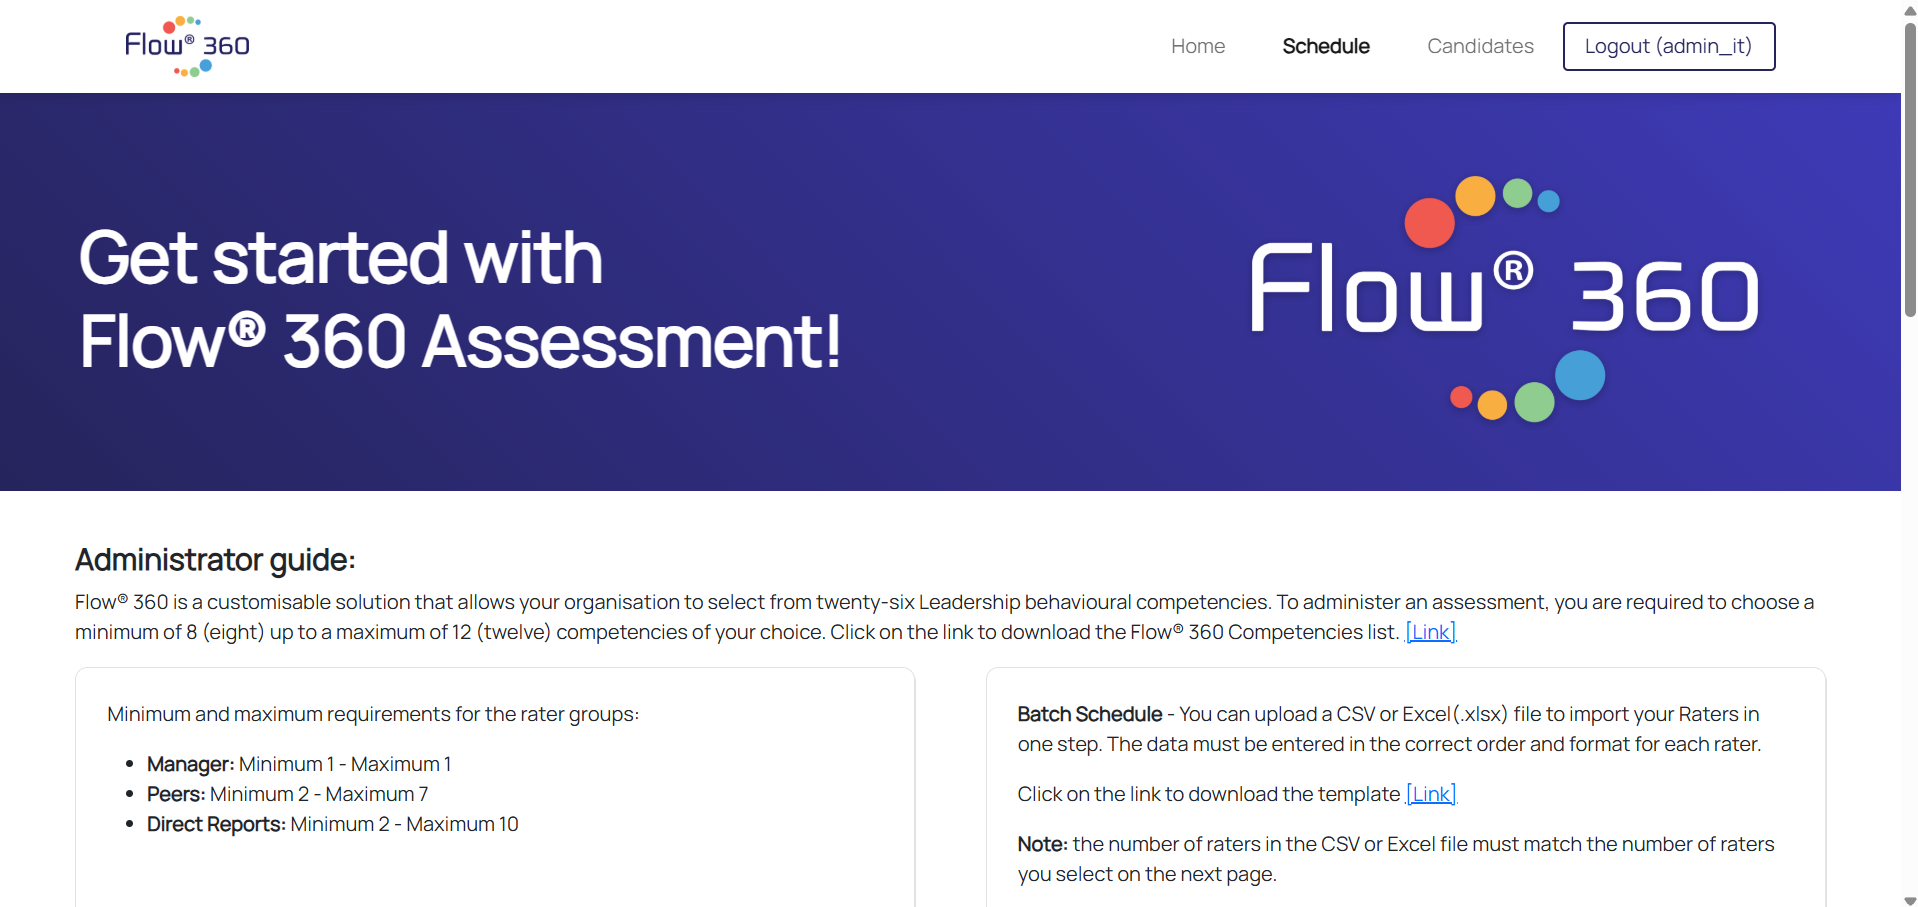 Flow® 360
Home
Schedule
Candidates
Logout (admin_it)
Get started with
Flow® 360 Assessment!
Flow® 360
Administrator guide:
Flow® 360 is a customisable solution that allows your organisation to select from twenty-six Leadership behavioural competencies. To administer an assessment, you are required to choose a
minimum of 8 (eight) up to a maximum of 12 (twelve) competencies of your choice. Click on the link to download the Flow® 360 Competencies list. [Link]
Minimum and maximum requirements for the rater groups:
• Manager: Minimum 1 - Maximum 1
• Peers: Minimum 2 - Maximum 7
• Direct Reports: Minimum 2 - Maximum 10
Batch Schedule - You can upload a CSV or Excel(.xlsx) file to import your Raters in
one step. The data must be entered in the correct order and format for each rater.
Click on the link to download the template [Link]
Note: the number of raters in the CSV or Excel file must match the number of raters
you select on the next page.